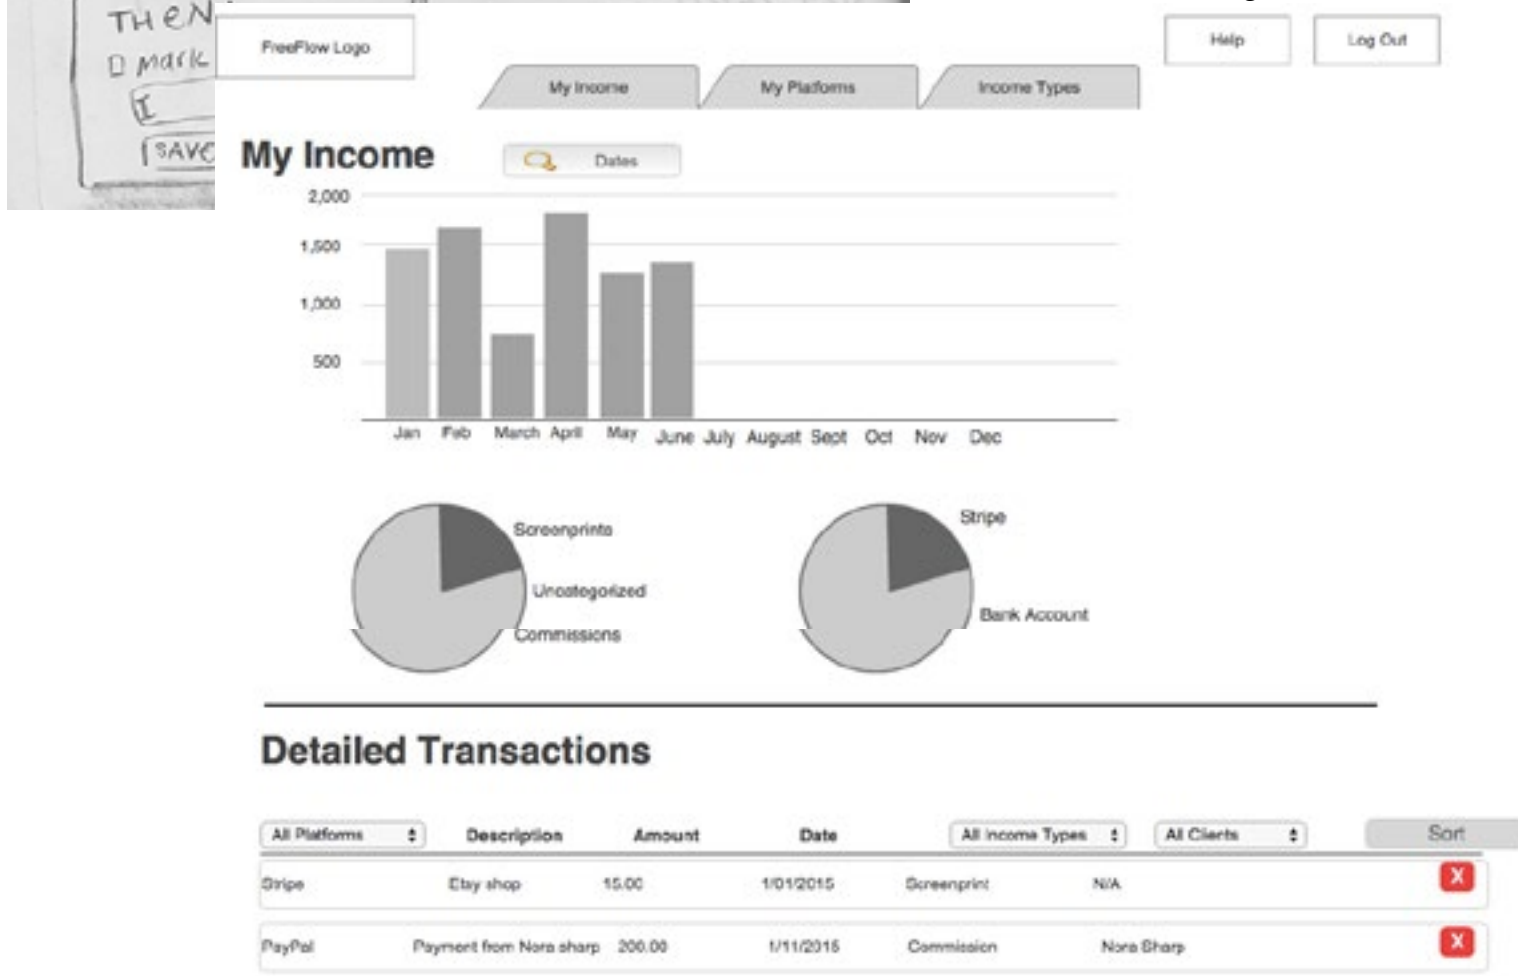 THEN
mark
I
SAVE
FreeFlow Logo
Help
Log Out
My Income
My Platforms
Income Types
My Income
Dates
2,000
1,500
1,000
500
Jan Feb March April May June July August Sept Oct Nov Dec
Screenprints
Uncategorized
Commissions
Stripe
Bank Account
Detailed Transactions
All Platforms Description Amount Date All Income Types All Clients Sort
Stripe Etsy shop 15.00 1/01/2015 Screenprint N/A X
PayPal Payment from Nora sharp 200.00 1/11/2015 Commission Nora Sharp X